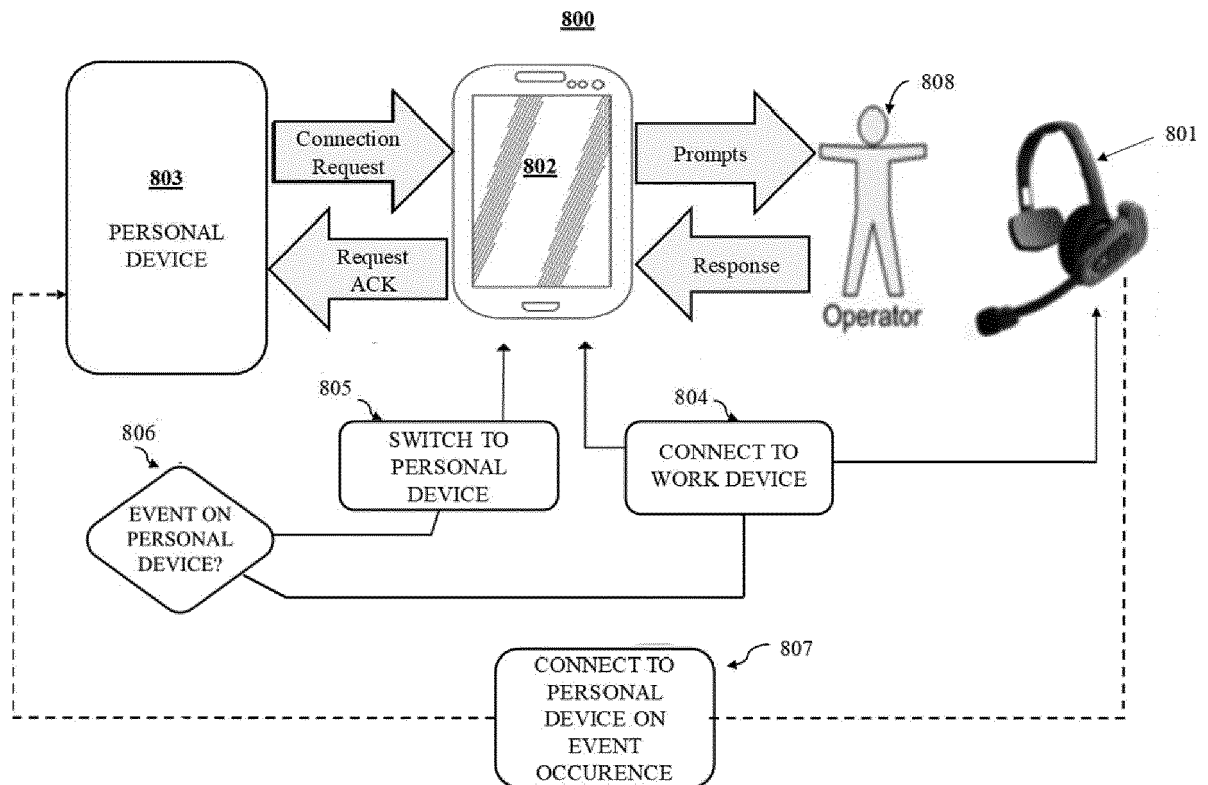 800
803
PERSONAL
DEVICE
Connection
Request
Request
ACK
802
Prompts
Response
808
Operator
801
805
SWITCH TO
PERSONAL
DEVICE
804
CONNECT TO
WORK DEVICE
806
EVENT ON
PERSONAL
DEVICE?
807
CONNECT TO
PERSONAL
DEVICE ON
EVENT
OCCURENCE